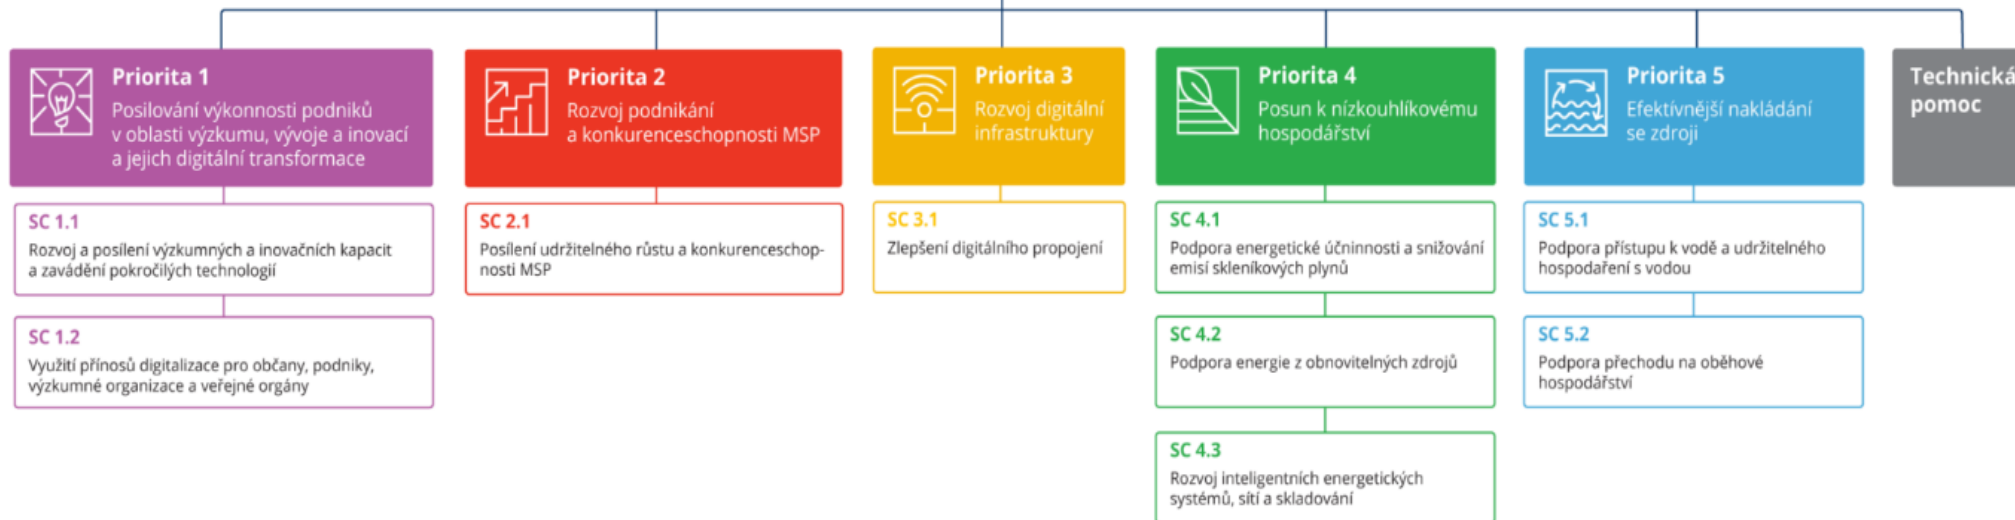 Priorita 1
Posilování výkonnosti podniků
v oblasti výzkumu, vývoje a inovací
a jejich digitální transformace
SC 1.1
Rozvoj a posílení výzkumných a inovačních kapacit
a zavádění pokročilých technologií
SC 1.2
Využití přínosů digitalizace pro občany, podniky,
výzkumné organizace a veřejné orgány
Priorita 2
Rozvoj podnikání
a konkurenceschopnosti MSP
SC 2.1
Posílení udržitelného růstu a konkurenceschop-
nosti MSP
Priorita 3
Rozvoj digitální
infrastruktury
SC 3.1
Zlepšení digitálního propojení
Priorita 4
Posun k nízkouhlíkovému
hospodářství
SC 4.1
Podpora energetické účinnosti a snižování
emisí skleníkových plynů
SC 4.2
Podpora energie z obnovitelných zdrojů
SC 4.3
Rozvoj inteligentních energetických
systémů, sítí a skladování
Priorita 5
Efektívnější nakládání
se zdroji
SC 5.1
Podpora přístupu k vodě a udržitelného
hospodaření s vodou
SC 5.2
Podpora přechodu na oběhové
hospodářství
Technická
pomoc